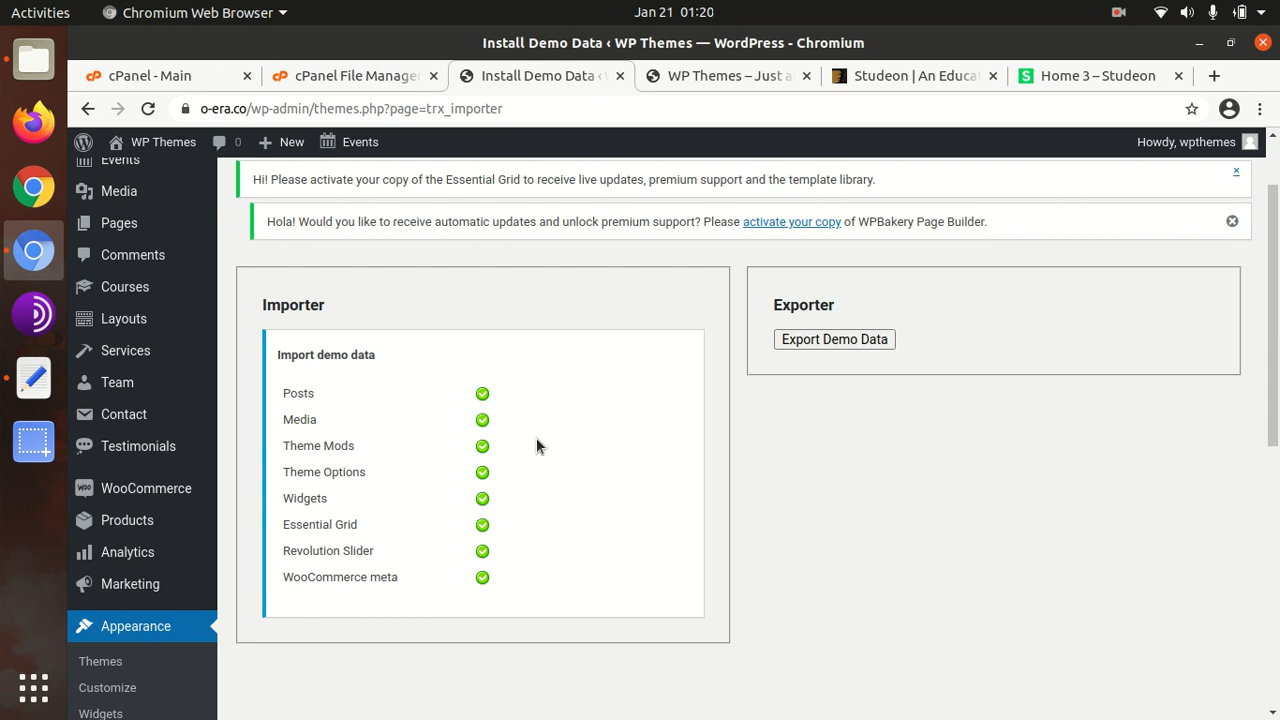 Activities
Chromium Web Browser
Jan 21 01:20
Install Demo Data ‹ WP Themes — WordPress - Chromium
cPanel - Main
cPanel File Manage
Install Demo Data ‹
WP Themes – Just a
Studeon | An Educa
Home 3 – Studeon
o-era.co/wp-admin/themes.php?page=trx_importer
WP Themes
0
New
Events
Howdy, wpthemes
Events
Media
Pages
Comments
Courses
Layouts
Services
Team
Contact
Testimonials
WooCommerce
Products
Analytics
Marketing
Appearance
Themes
Customize
Widgets
Hi! Please activate your copy of the Essential Grid to receive live updates, premium support and the template library.
Hola! Would you like to receive automatic updates and unlock premium support? Please activate your copy of WPBakery Page Builder.
Importer
Import demo data
Posts
Media
Theme Mods
Theme Options
Widgets
Essential Grid
Revolution Slider
WooCommerce meta
Exporter
Export Demo Data